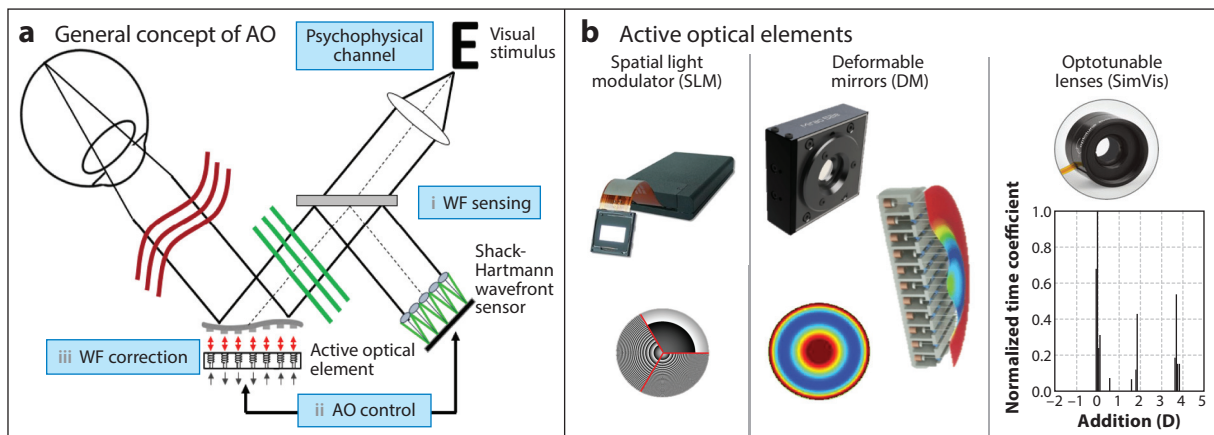 a General concept of AO
Psychophysical
channel
E
Visual
stimulus
i WF sensing
Shack-
Hartmann
wavefront
sensor
iii WF correction
Active optical
element
ii AO control
b Active optical elements
Spatial light
modulator (SLM)
Deformable
mirrors (DM)
Optotunable
lenses (SimVis)
Normalized time coefficient
1.0
0.8
0.6
0.4
0.2
0.0
–2 –1 0 1 2 3 4 5
Addition (D)